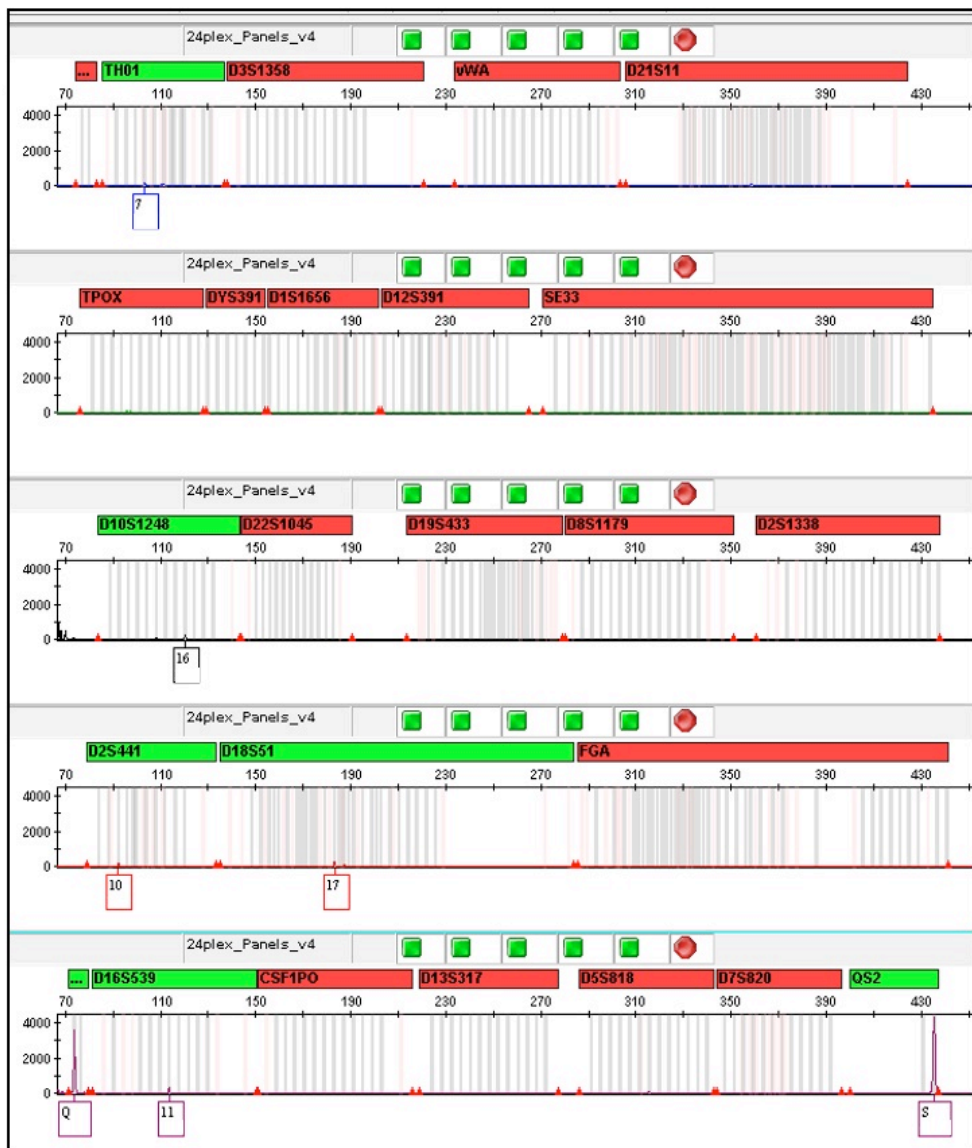 24plex_Panels_v4
... TH01 D3S1358 vWA D21S11
70 110 150 190 230 270 310 350 390 430
4000
2000
0
7
24plex_Panels_v4
TPOX DYS391 D1S1656 D12S391 SE33
70 110 150 190 230 270 310 350 390 430
4000
2000
0
24plex_Panels_v4
D10S1248 D22S1045 D19S433 D8S1179 D2S1338
70 110 150 190 230 270 310 350 390 430
4000
2000
0
16
24plex_Panels_v4
D2S441 D18S51 FGA
70 110 150 190 230 270 310 350 390 430
4000
2000
0
10 17
24plex_Panels_v4
... D16S539 CSF1PO D13S317 D5S818 D7S820 QS2
70 110 150 190 230 270 310 350 390 430
4000
2000
0
Q 11 S